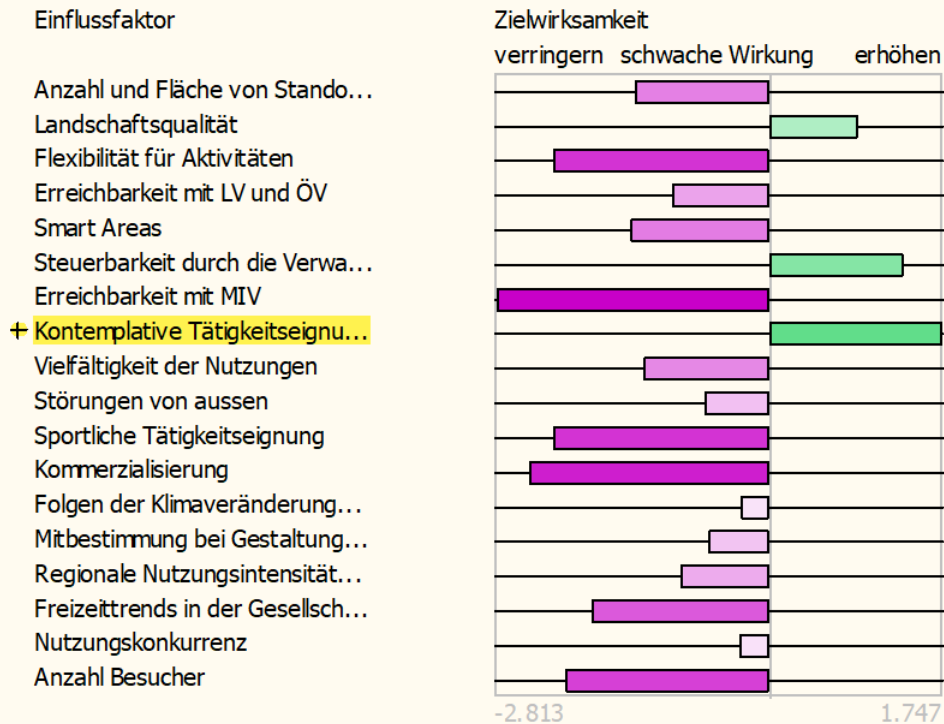 Einflussfaktor Zielwirksamkeit
verringern schwache Wirkung erhöhen
Anzahl und Fläche von Stando...
Landschaftsqualität
Flexibilität für Aktivitäten
Erreichbarkeit mit LV und ÖV
Smart Areas
Steuerbarkeit durch die Verwa...
Erreichbarkeit mit MIV
+ Kontemplative Tätigkeitseignu...
Vielfältigkeit der Nutzungen
Störungen von aussen
Sportliche Tätigkeitseignung
Kommerzialisierung
Folgen der Klimaveränderung...
Mitbestimmung bei Gestaltung...
Regionale Nutzungsintensität...
Freizeittrends in der Gesellsch...
Nutzungskonkurrenz
Anzahl Besucher
-2.813 1.747